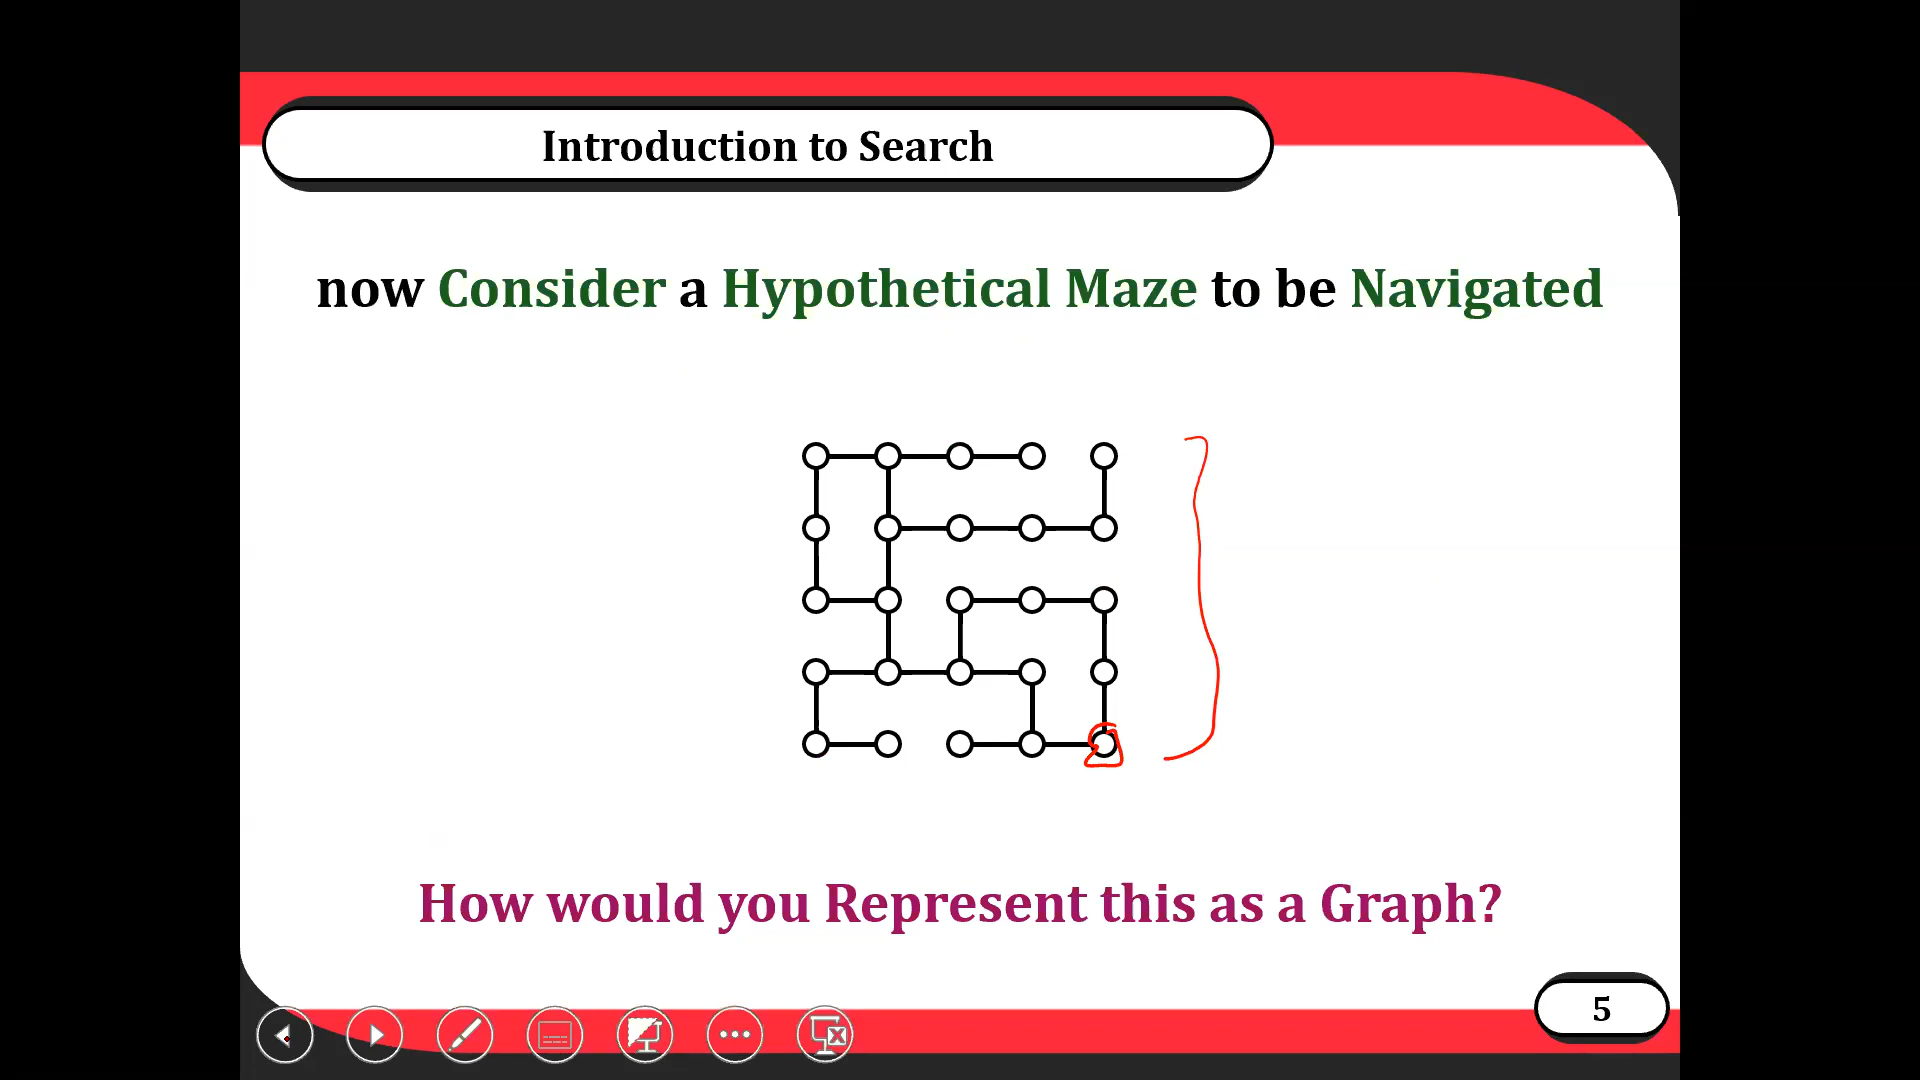 Introduction to Search
now Consider a Hypothetical Maze to be Navigated
How would you Represent this as a Graph?
5